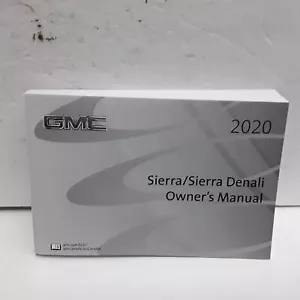 GMC
2020
Sierra/Sierra Denali
Owner's Manual